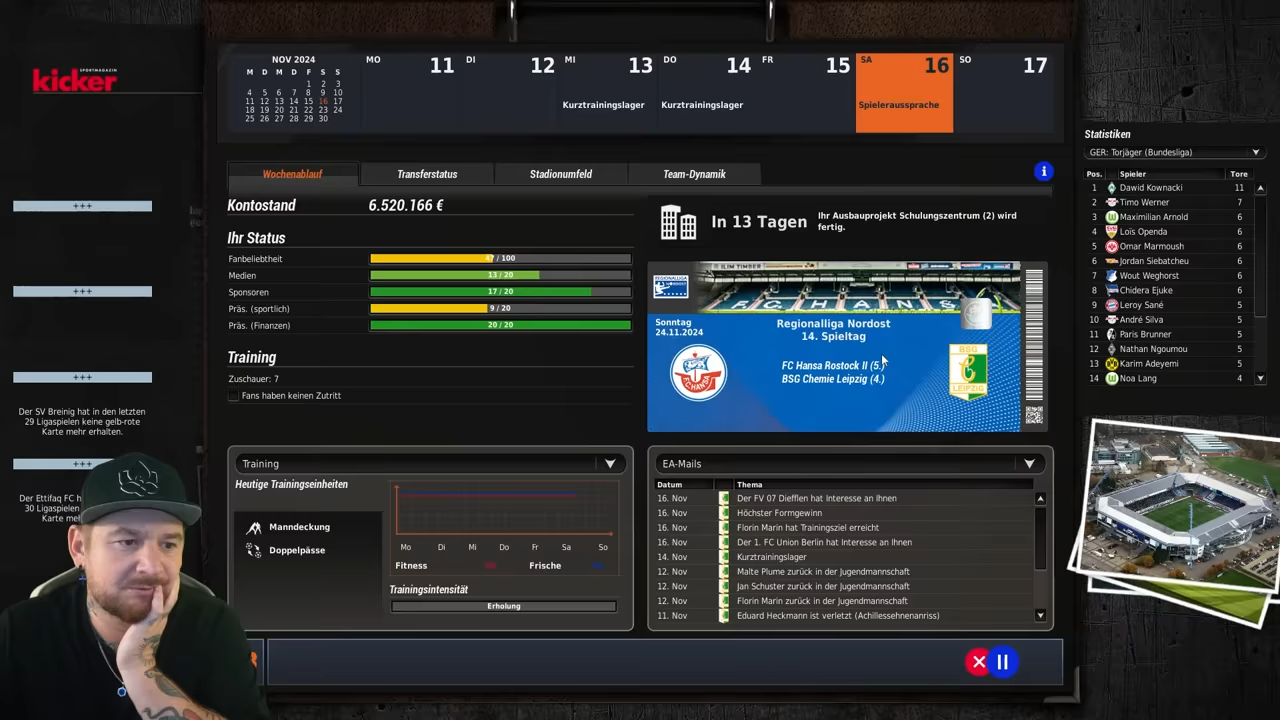 kicker
SPORTMAGAZIN
NOV 2024
M D M D F S S
1 2 3
4 5 6 7 8 9 10
11 12 13 14 15 16 17
18 19 20 21 22 23 24
25 26 27 28 29 30
MO 11
DI 12
MI 13
Kurztrainingslager
DO 14
Kurztrainingslager
FR 15
SA 16
Spieleraussprache
SO 17
Wochenablauf
Transferstatus
Stadionumfeld
Team-Dynamik
i
Kontostand 6.520.166 €
Ihr Status
Fanbeliebtheit 47 / 100
Medien 13 / 20
Sponsoren 17 / 20
Präs. (sportlich) 9 / 20
Präs. (Finanzen) 20 / 20
Training
Zuschauer: 7
Fans haben keinen Zutritt
In 13 Tagen
Ihr Ausbauprojekt Schulungszentrum (2) wird
fertig.
Sonntag
24.11.2024
Regionalliga Nordost
14. Spieltag
FC Hansa Rostock II (5.)
BSG Chemie Leipzig (4.)
F.C.HANSA
BSG
LEIPZIG
Training
Heutige Trainingseinheiten
Manndeckung
Doppelpässe
Mo Di Mi Do Fr Sa So
Fitness
Frische
Trainingsintensität
Erholung
EA-Mails
Datum Thema
16. Nov Der FV 07 Diefflen hat Interesse an Ihnen
16. Nov Höchster Formgewinn
16. Nov Florin Marin hat Trainingsziel erreicht
16. Nov Der 1. FC Union Berlin hat Interesse an Ihnen
14. Nov Kurztrainingslager
12. Nov Malte Plume zurück in der Jugendmannschaft
12. Nov Jan Schuster zurück in der Jugendmannschaft
12. Nov Florin Marin zurück in der Jugendmannschaft
11. Nov Eduard Heckmann ist verletzt (Achillessehnenanriss)
Statistiken
GER: Torjäger (Bundesliga)
Pos. Spieler Tore
1 Dawid Kownacki 11
2 Timo Werner 7
3 Maximilian Arnold 6
4 Loïs Openda 6
5 Omar Marmoush 6
6 Jordan Siebatcheu 6
7 Wout Weghorst 6
8 Chidera Ejuke 6
9 Leroy Sané 5
10 André Silva 5
11 Paris Brunner 5
12 Nathan Ngoumou 5
13 Karim Adeyemi 5
14 Noa Lang 4
+++
+++
+++
Der SV Breinig hat in den letzten
29 Ligaspielen keine gelb-rote
Karte mehr erhalten.
+++
Der Ettifaq FC
30 Ligaspielen
Karte